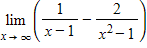 lim x→∞ ( 1/(x−1) − 2/(x²−1) )